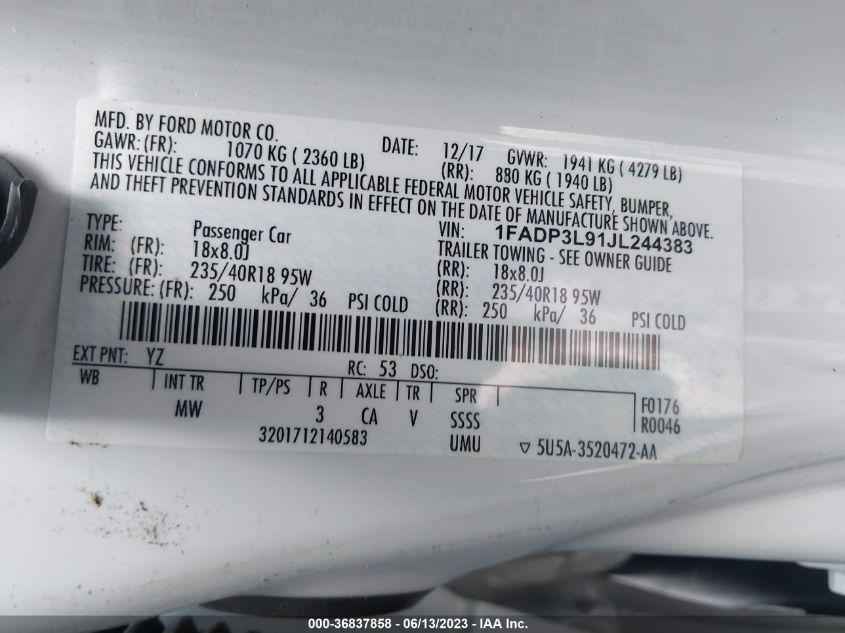 MFD. BY FORD MOTOR CO. DATE: 12/17 GVWR: 1941 KG ( 4279 LB)
GAWR: (FR): 1070 KG ( 2360 LB) (RR): 880 KG ( 1940 LB)
THIS VEHICLE CONFORMS TO ALL APPLICABLE FEDERAL MOTOR VEHICLE SAFETY, BUMPER,
AND THEFT PREVENTION STANDARDS IN EFFECT ON THE DATE OF MANUFACTURE SHOWN ABOVE.
VIN: 1FADP3L91JL244383
TYPE: Passenger Car TRAILER TOWING - SEE OWNER GUIDE
RIM: (FR): 18x8.0J (RR): 18x8.0J
TIRE: (FR): 235/40R18 95W (RR): 235/40R18 95W
PRESSURE: (FR): 250 kPa/ 36 PSI COLD (RR): 250 kPa/ 36 PSI COLD
EXT PNT: YZ RC: 53 DSO:
WB INT TR TP/PS R AXLE TR SPR F0176
MW 3 CA V SSSS R0046
3201712140583 UMU ▽ 5U5A-3520472-AA
000-36837858 - 06/13/2023 - IAA Inc.